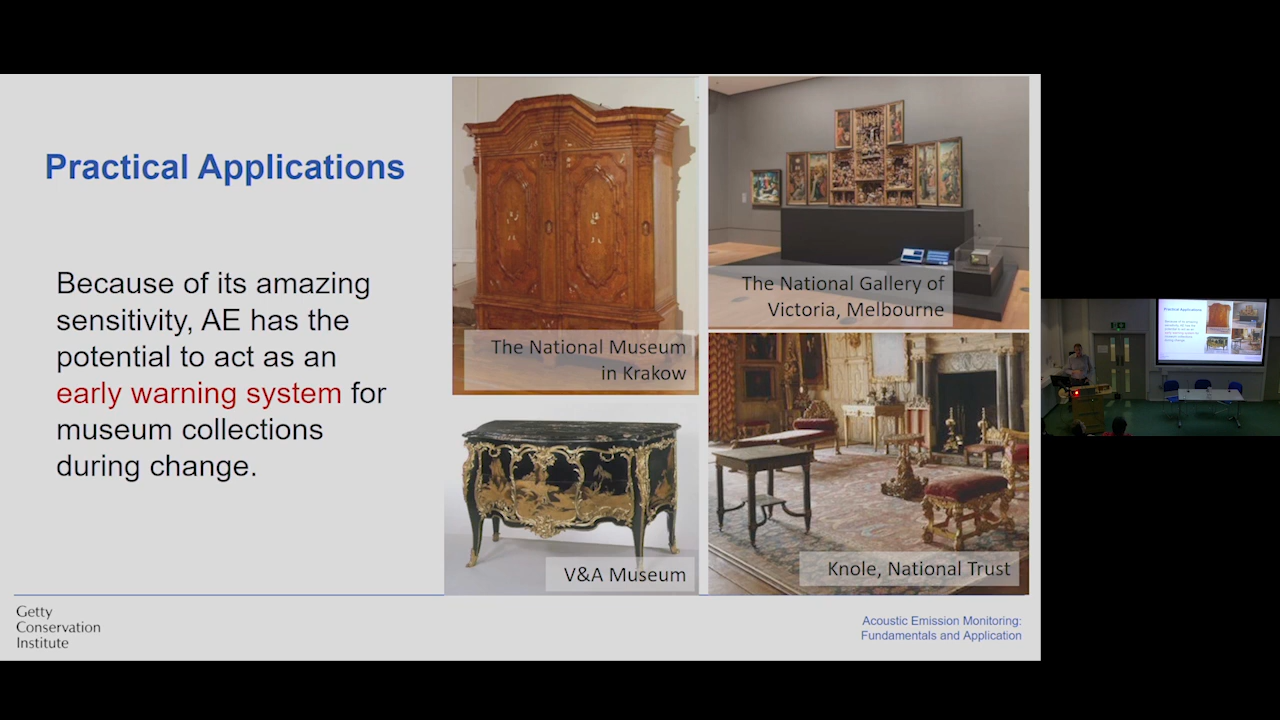 Practical Applications
Because of its amazing
sensitivity, AE has the
potential to act as an
early warning system for
museum collections
during change.
The National Museum
in Krakow
The National Gallery of
Victoria, Melbourne
V&A Museum
Knole, National Trust
Getty
Conservation
Institute
Acoustic Emission Monitoring:
Fundamentals and Application
Practical Applications